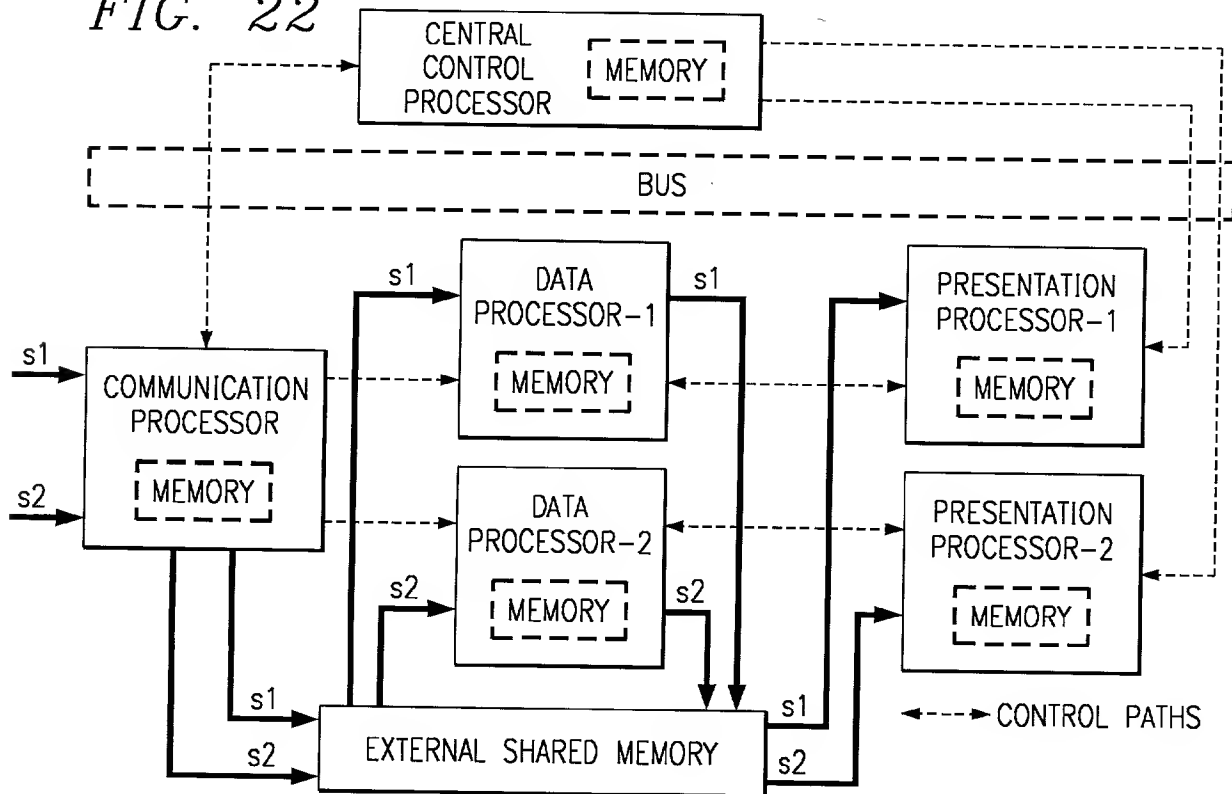 FIG. 22
CENTRAL
CONTROL
PROCESSOR
MEMORY
BUS
s1
DATA
PROCESSOR-1
MEMORY
s1
PRESENTATION
PROCESSOR-1
MEMORY
s1
s2
COMMUNICATION
PROCESSOR
MEMORY
s2
DATA
PROCESSOR-2
MEMORY
s2
PRESENTATION
PROCESSOR-2
MEMORY
s1
s2
EXTERNAL SHARED MEMORY
s1
s2
CONTROL PATHS